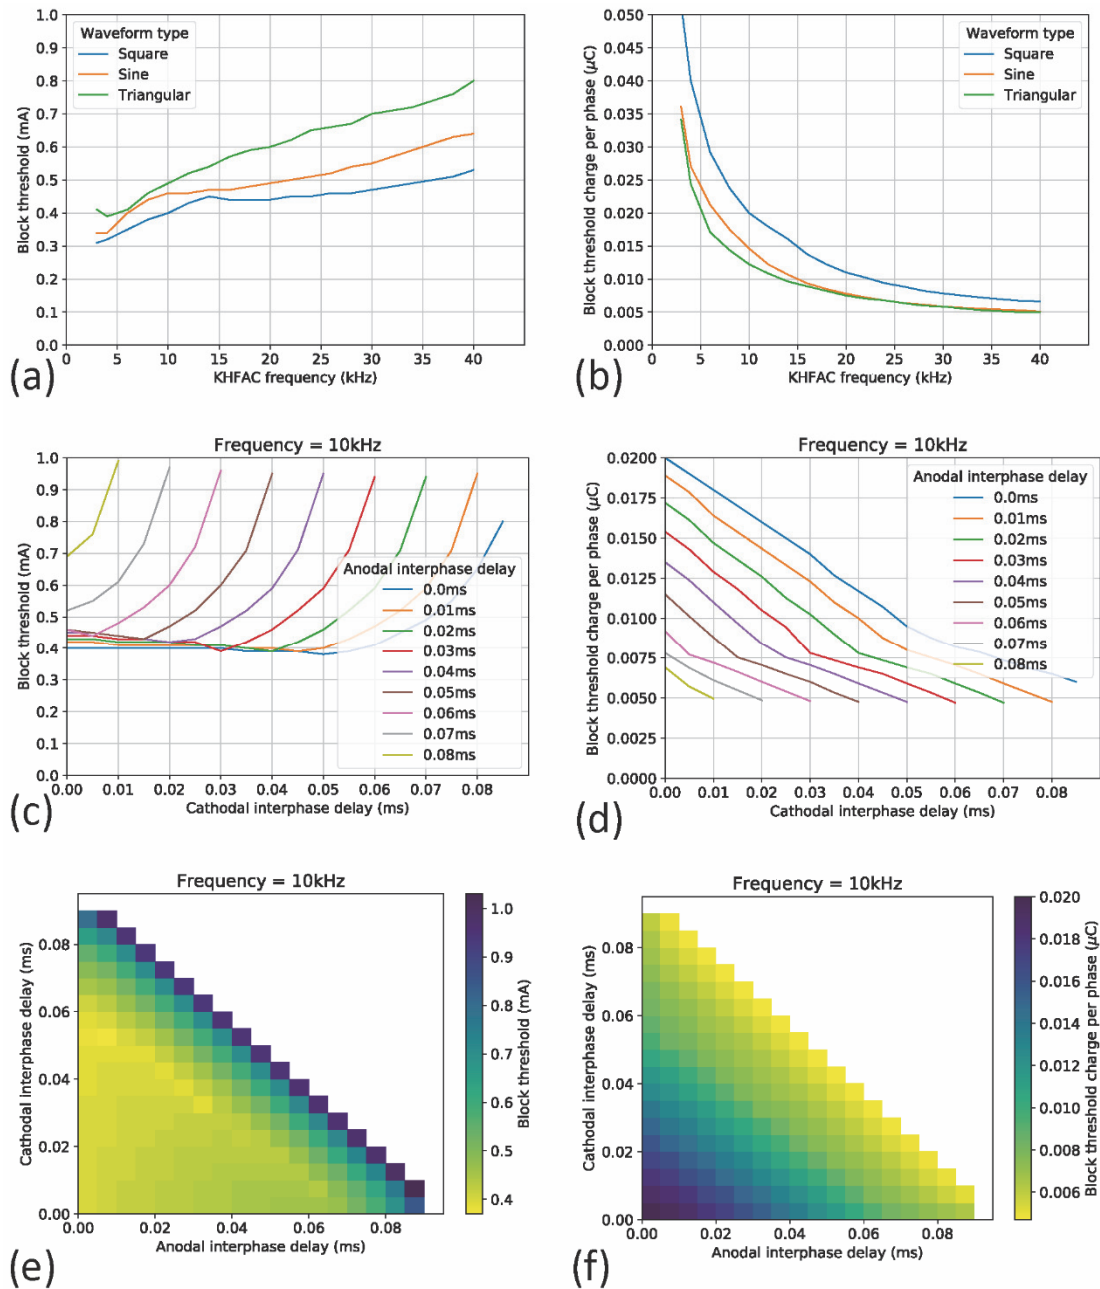 1.0
0.9
0.8
0.7
0.6
0.5
0.4
0.3
0.2
0.1
0.0
Block threshold (mA)
Waveform type
Square
Sine
Triangular
0 5 10 15 20 25 30 35 40
KHFAC frequency (kHz)
(a)
0.050
0.045
0.040
0.035
0.030
0.025
0.020
0.015
0.010
0.005
0.000
Block threshold charge per phase (μC)
Waveform type
Square
Sine
Triangular
0 5 10 15 20 25 30 35 40
KHFAC frequency (kHz)
(b)
Frequency = 10kHz
1.0
0.9
0.8
0.7
0.6
0.5
0.4
0.3
0.2
0.1
0.0
Block threshold (mA)
Anodal interphase delay
0.0ms
0.01ms
0.02ms
0.03ms
0.04ms
0.05ms
0.06ms
0.07ms
0.08ms
0.00 0.01 0.02 0.03 0.04 0.05 0.06 0.07 0.08
Cathodal interphase delay (ms)
(c)
Frequency = 10kHz
0.0200
0.0175
0.0150
0.0125
0.0100
0.0075
0.0050
0.0025
0.0000
Block threshold charge per phase (μC)
Anodal interphase delay
0.0ms
0.01ms
0.02ms
0.03ms
0.04ms
0.05ms
0.06ms
0.07ms
0.08ms
0.00 0.01 0.02 0.03 0.04 0.05 0.06 0.07 0.08
Cathodal interphase delay (ms)
(d)
Frequency = 10kHz
0.08
0.06
0.04
0.02
0.00
Cathodal interphase delay (ms)
0.00 0.02 0.04 0.06 0.08
Anodal interphase delay (ms)
1.0
0.9
0.8
0.7
0.6
0.5
0.4
Block threshold (mA)
(e)
Frequency = 10kHz
0.08
0.06
0.04
0.02
0.00
Cathodal interphase delay (ms)
0.00 0.02 0.04 0.06 0.08
Anodal interphase delay (ms)
0.020
0.018
0.016
0.014
0.012
0.010
0.008
0.006
Block threshold charge per phase (μC)
(f)